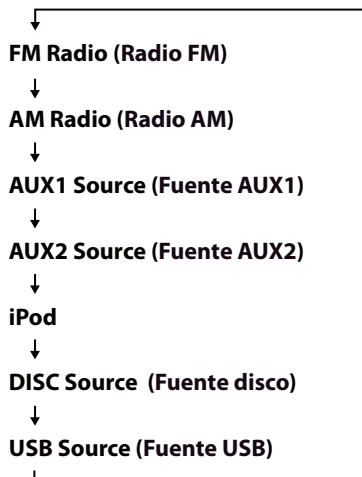 FM Radio (Radio FM)
AM Radio (Radio AM)
AUX1 Source (Fuente AUX1)
AUX2 Source (Fuente AUX2)
iPod
DISC Source (Fuente disco)
USB Source (Fuente USB)